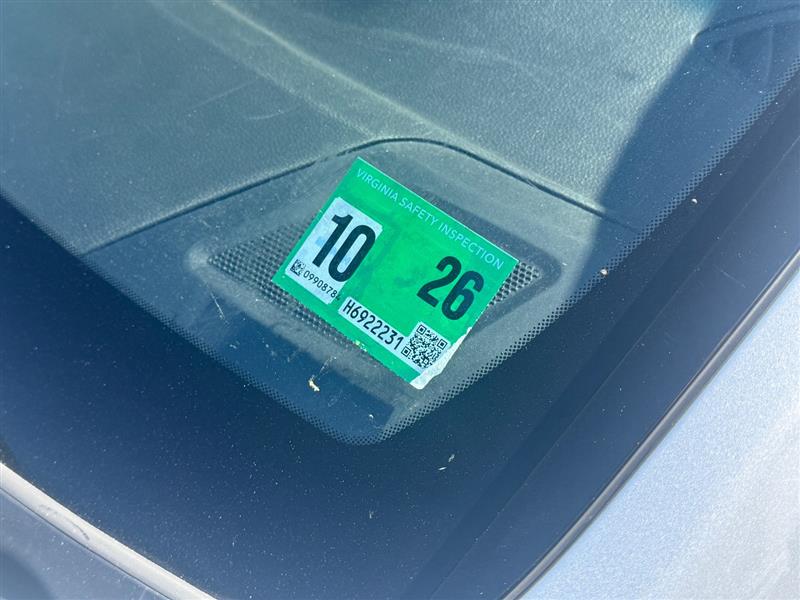 VIRGINIA SAFETY INSPECTION
10
26
H6922231